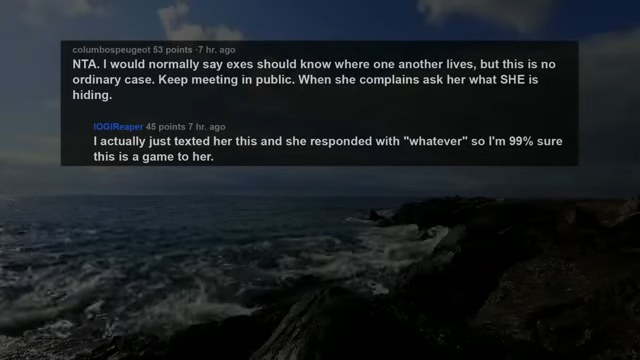 columbospeugeot 53 points ·7 hr. ago
NTA. I would normally say exes should know where one another lives, but this is no
ordinary case. Keep meeting in public. When she complains ask her what SHE is
hiding.
IOGIReaper 45 points 7 hr. ago
I actually just texted her this and she responded with "whatever" so I'm 99% sure
this is a game to her.